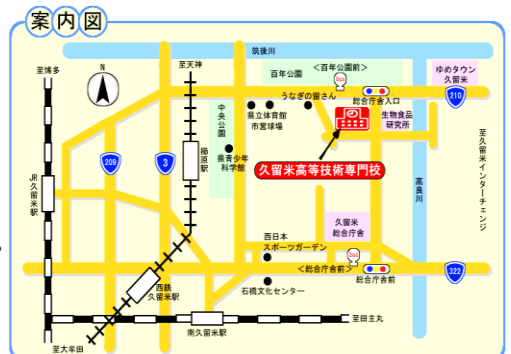 案内図
筑後川
至博多
N
至天神
百年公園
<百年公園前>
bus
ゆめタウン
久留米
うなぎの留さん
総合庁舎入口
210
中央公園
県立体育館
市営球場
生物食品
研究所
櫛原駅
県青少年
科学館
209
3
久留米高等技術専門校
至久留米インターチェンジ
高良川
JR久留米駅
久留米
総合庁舎
西日本
スポーツガーデン
<総合庁舎前>
bus
総合庁舎前
322
西鉄
久留米駅
石橋文化センター
南久留米駅
至田主丸
至大牟田